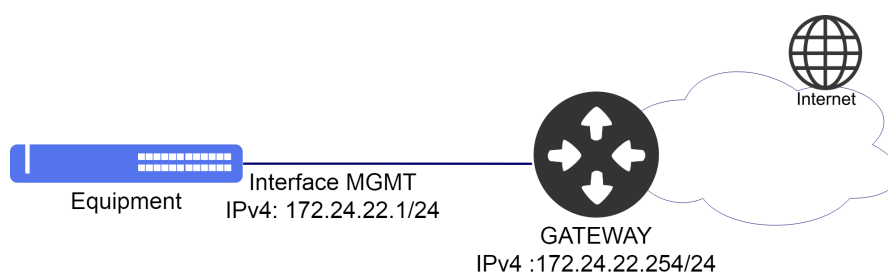 Internet
Equipment
Interface MGMT
IPv4: 172.24.22.1/24
GATEWAY
IPv4 :172.24.22.254/24